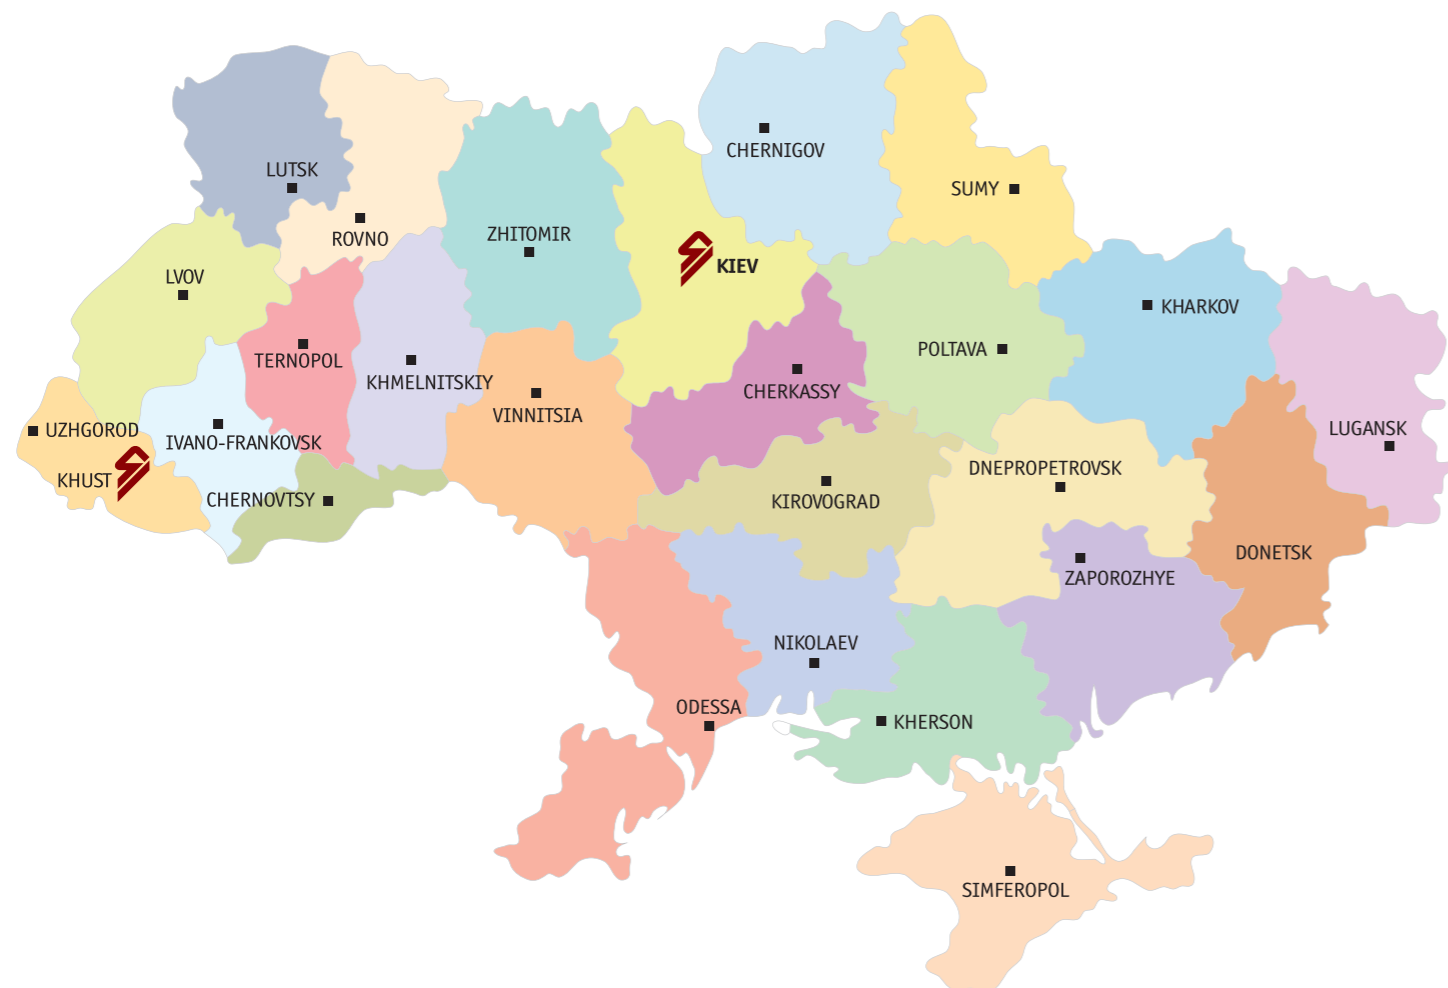 CHERNIGOV
LUTSK
SUMY
ROVNO
ZHITOMIR
KIEV
LVOV
KHARKOV
TERNOPOL
POLTAVA
KHMELNITSKIY
CHERKASSY
VINNITSIA
UZHGOROD
IVANO-FRANKOVSK
LUGANSK
DNEPROPETROVSK
KHUST
CHERNOVTSY
KIROVOGRAD
DONETSK
ZAPOROZHYE
NIKOLAEV
ODESSA
KHERSON
SIMFEROPOL